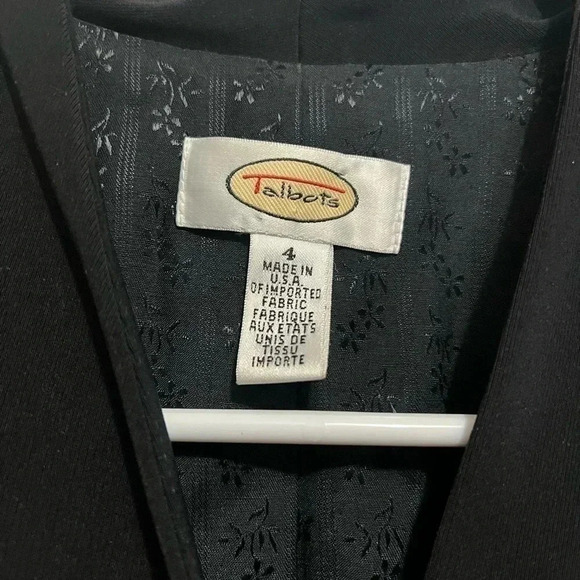 Talbots
4
MADE IN
U.S.A.
OF IMPORTED
FABRIC
FABRIQUE
AUX ETATS
UNIS DE
TISSU
IMPORTE